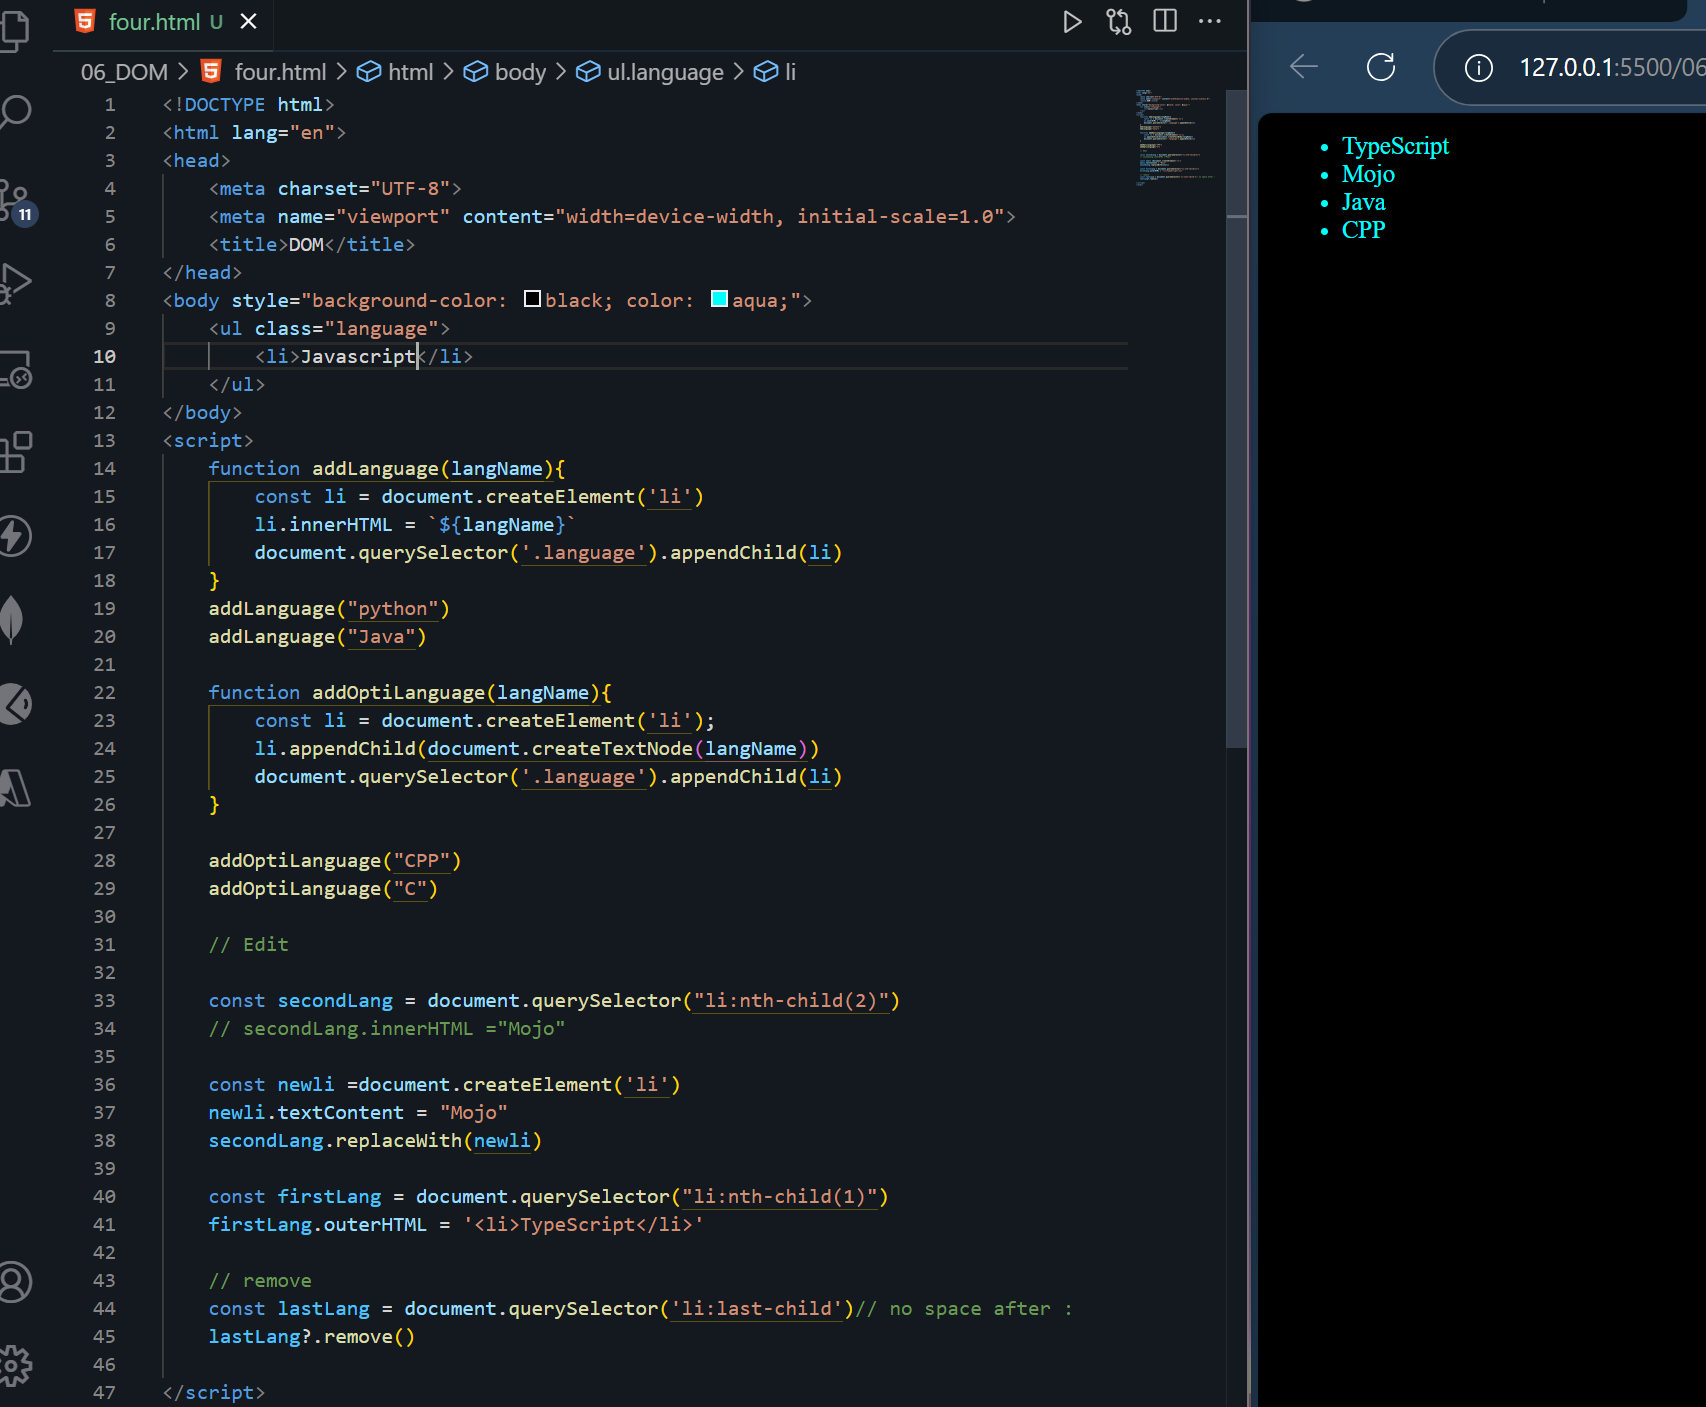 four.html U
06_DOM > four.html > html > body > ul.language > li
1 <!DOCTYPE html>
2 <html lang="en">
3 <head>
4 <meta charset="UTF-8">
5 <meta name="viewport" content="width=device-width, initial-scale=1.0">
6 <title>DOM</title>
7 </head>
8 <body style="background-color: black; color: aqua;">
9 <ul class="language">
10 <li>Javascript</li>
11 </ul>
12 </body>
13 <script>
14 function addLanguage(langName){
15 const li = document.createElement('li')
16 li.innerHTML = `${langName}`
17 document.querySelector('.language').appendChild(li)
18 }
19 addLanguage("python")
20 addLanguage("Java")
21
22 function addOptiLanguage(langName){
23 const li = document.createElement('li');
24 li.appendChild(document.createTextNode(langName))
25 document.querySelector('.language').appendChild(li)
26 }
27
28 addOptiLanguage("CPP")
29 addOptiLanguage("C")
30
31 // Edit
32
33 const secondLang = document.querySelector("li:nth-child(2)")
34 // secondLang.innerHTML ="Mojo"
35
36 const newli =document.createElement('li')
37 newli.textContent = "Mojo"
38 secondLang.replaceWith(newli)
39
40 const firstLang = document.querySelector("li:nth-child(1)")
41 firstLang.outerHTML = '<li>TypeScript</li>'
42
43 // remove
44 const lastLang = document.querySelector('li:last-child')// no space after :
45 lastLang?.remove()
46
47 </script>
11
127.0.0.1:5500/06
• TypeScript
• Mojo
• Java
• CPP